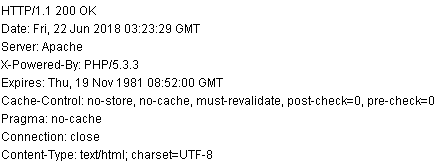 HTTP/1.1 200 OK
Date: Fri, 22 Jun 2018 03:23:29 GMT
Server: Apache
X-Powered-By: PHP/5.3.3
Expires: Thu, 19 Nov 1981 08:52:00 GMT
Cache-Control: no-store, no-cache, must-revalidate, post-check=0, pre-check=0
Pragma: no-cache
Connection: close
Content-Type: text/html; charset=UTF-8